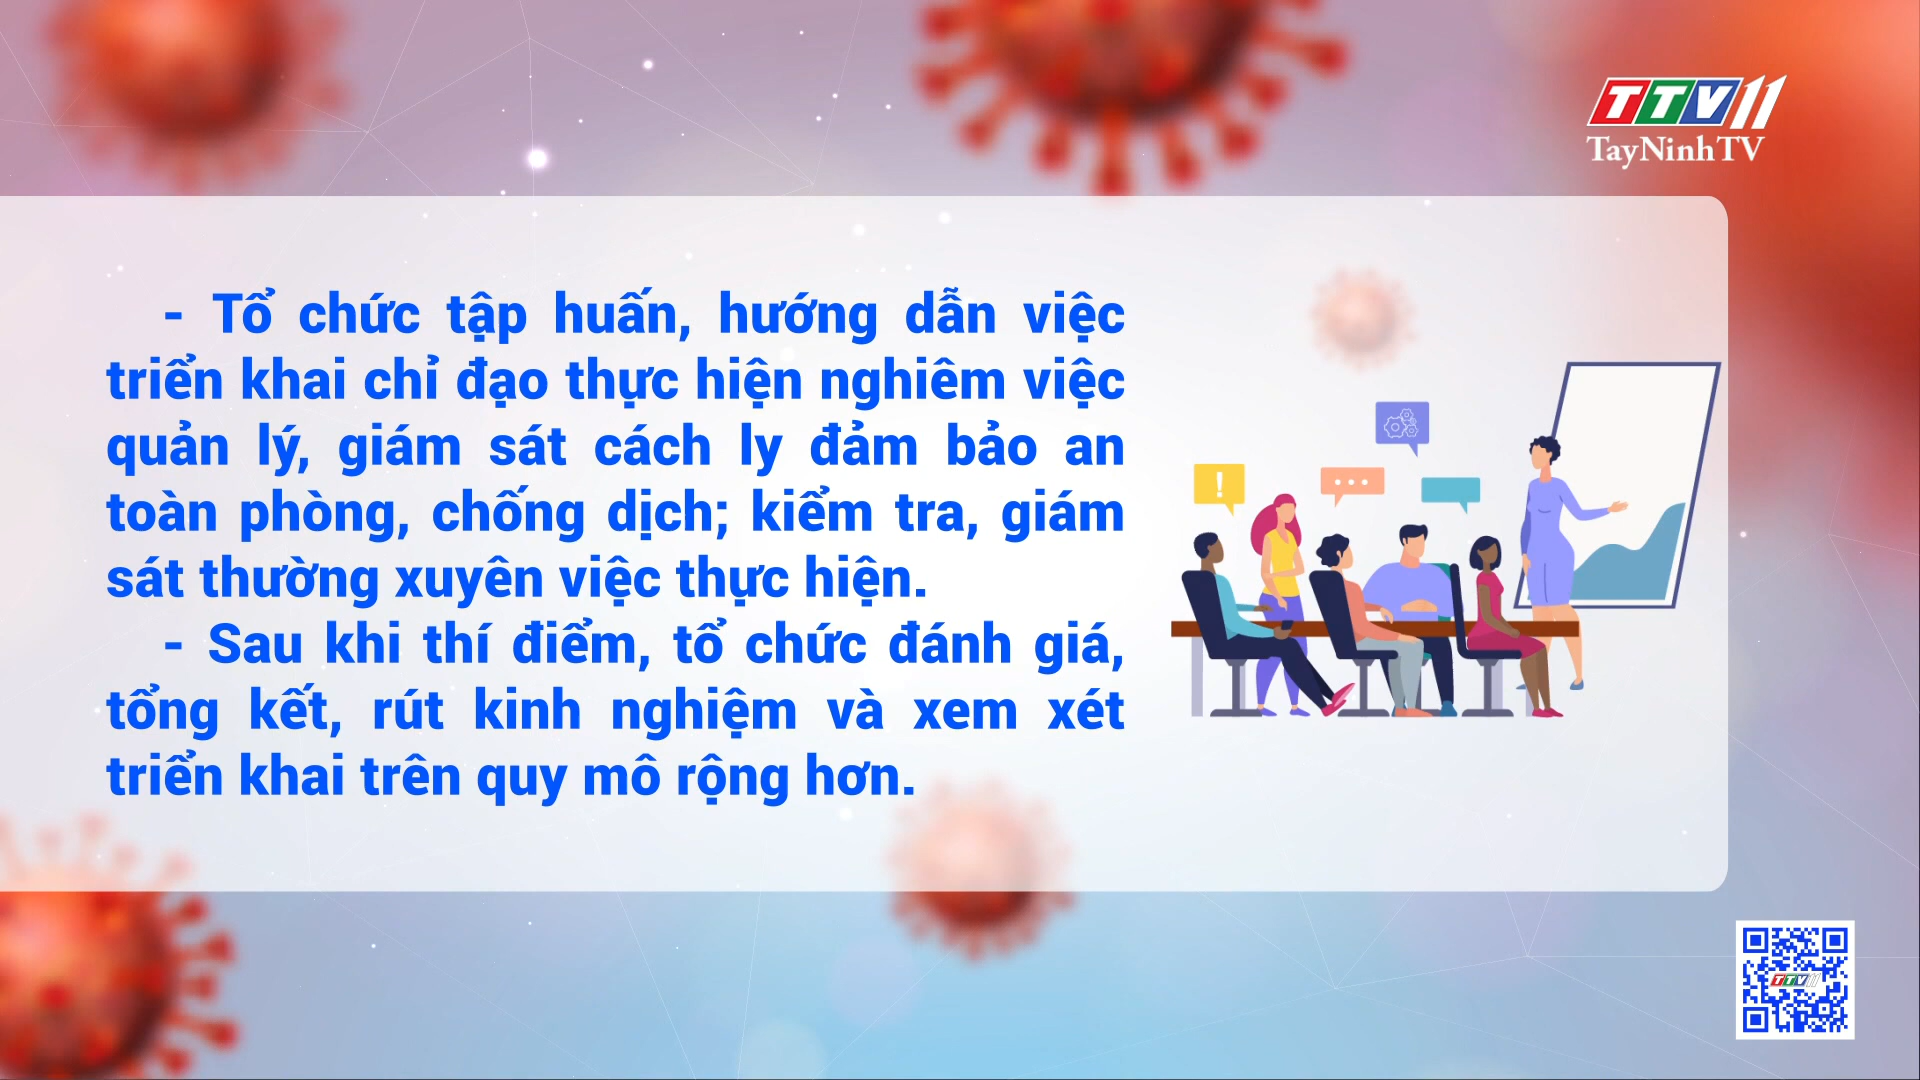 TTV11
TayNinhTV
- Tổ chức tập huấn, hướng dẫn việc
triển khai chỉ đạo thực hiện nghiêm việc
quản lý, giám sát cách ly đảm bảo an
toàn phòng, chống dịch; kiểm tra, giám
sát thường xuyên việc thực hiện.
- Sau khi thí điểm, tổ chức đánh giá,
tổng kết, rút kinh nghiệm và xem xét
triển khai trên quy mô rộng hơn.
!
TTV11